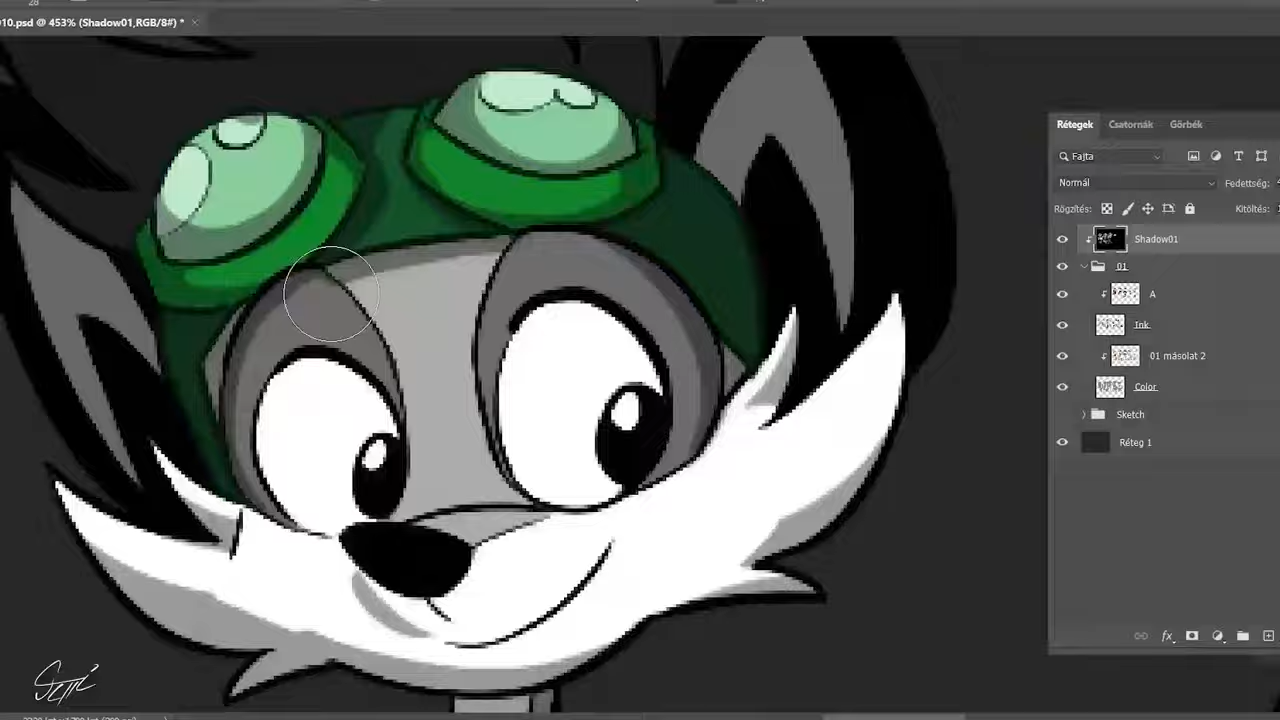 10.psd @ 453% (Shadow01,RGB/8#) *
Rétegek Csatornák Görbék
Fajta
Normál Fedettség:
Rögzítés: Kitöltés:
Shadow01
01
A
Ink
01 másolat 2
Color
Sketch
Réteg 1
fx